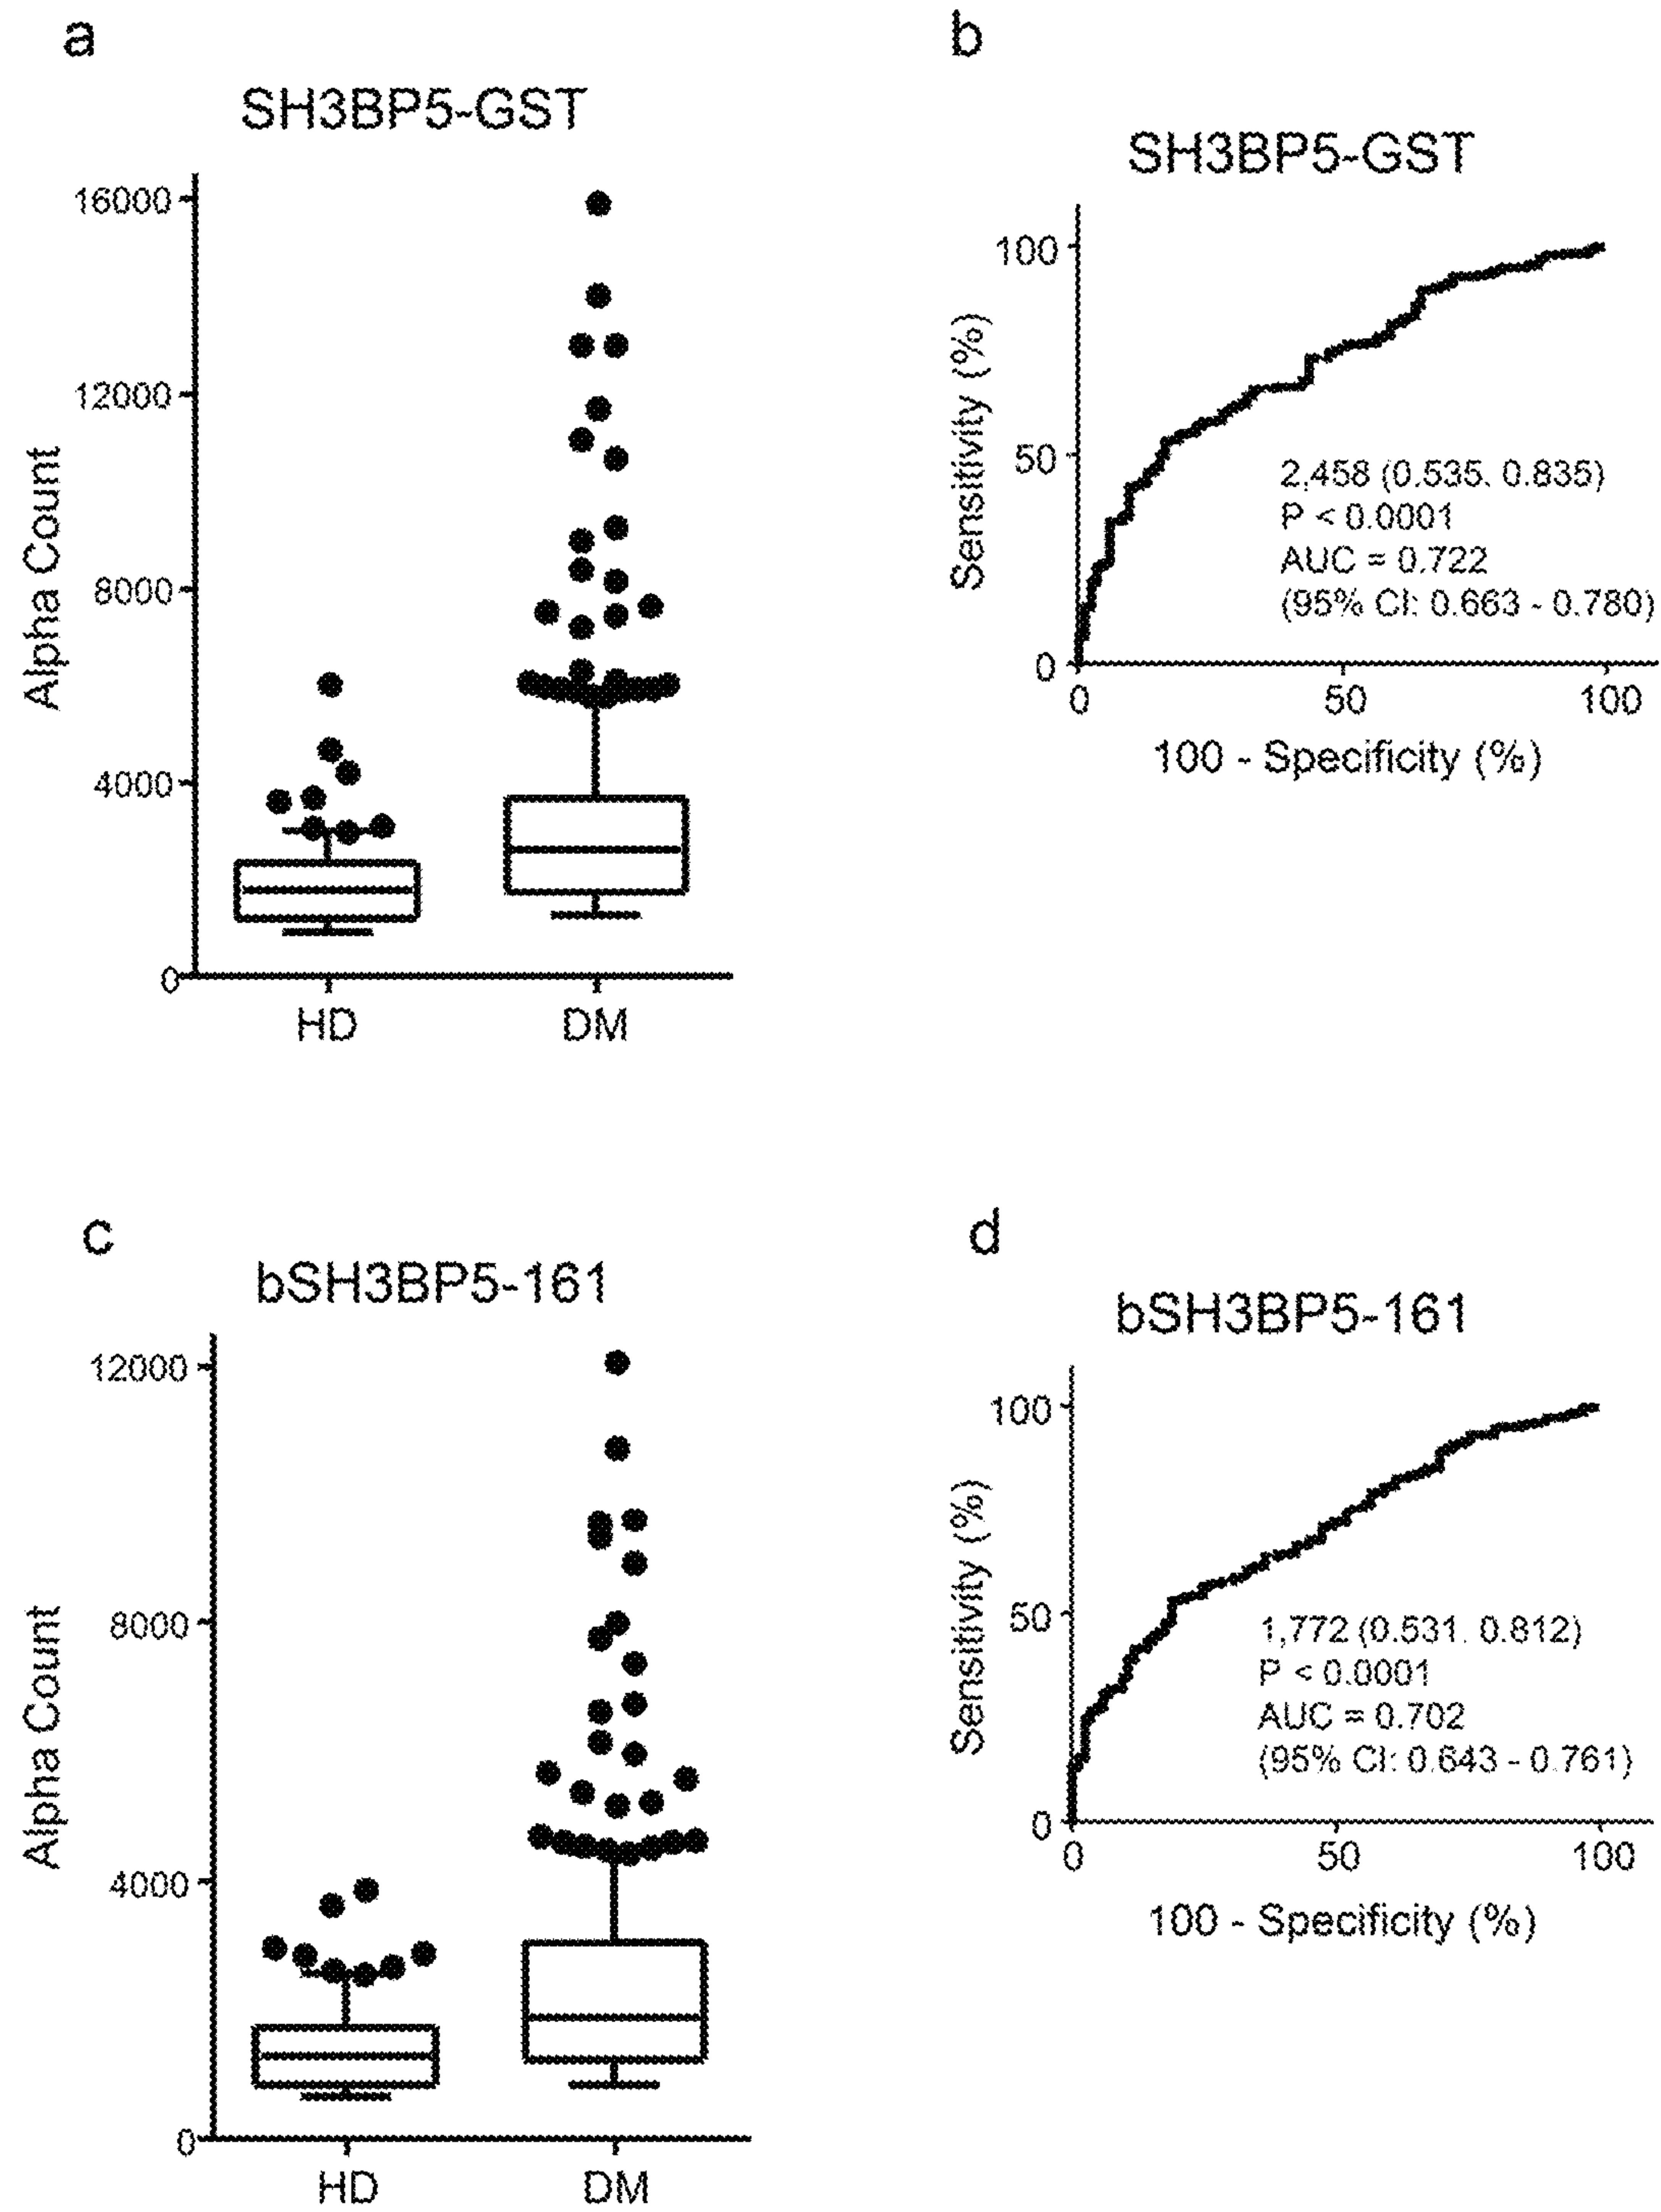 a
SH3BP5-GST
16000
12000
8000
4000
0
Alpha Count
HD
DM
b
SH3BP5-GST
100
50
0
Sensitivity (%)
2,458 (0.535. 0.835)
P < 0.0001
AUC = 0.722
(95% CI: 0.663 - 0.780)
0
50
100
100 - Specificity (%)
c
bSH3BP5-161
12000
8000
4000
0
Alpha Count
HD
DM
d
bSH3BP5-161
100
50
0
Sensitivity (%)
1,772 (0.531. 0.812)
P < 0.0001
AUC = 0.702
(95% CI: 0.643 - 0.761)
0
50
100
100 - Specificity (%)